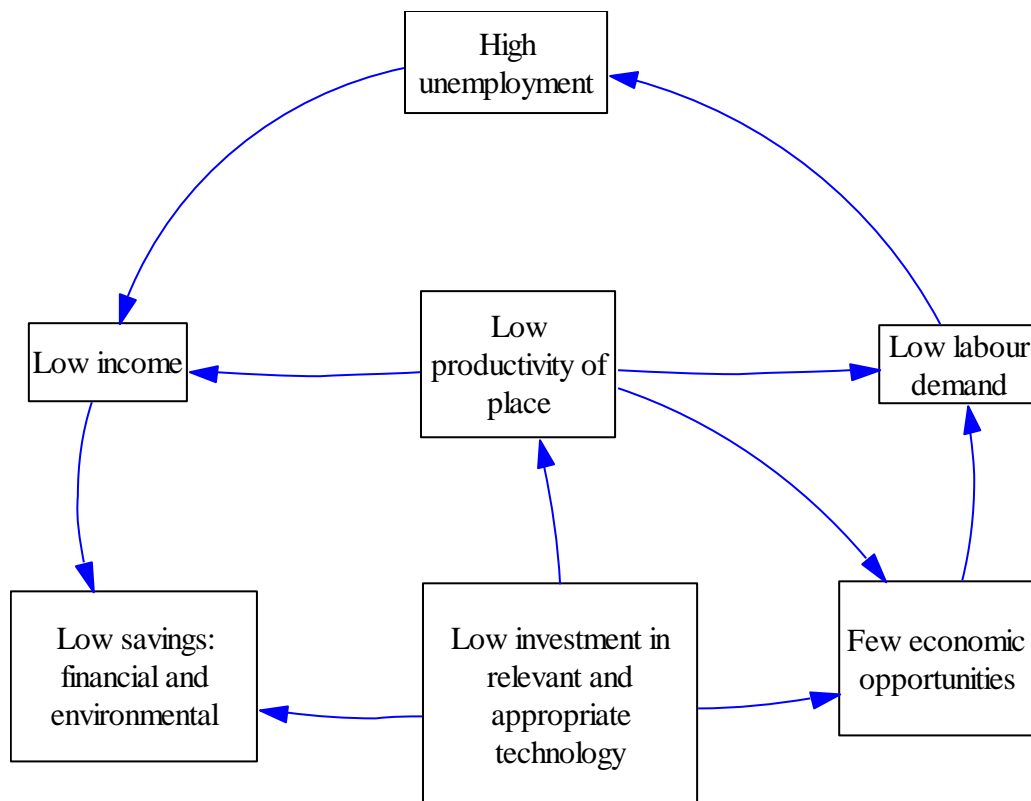 High
unemployment
Low income
Low
productivity of
place
Low labour
demand
Low savings:
financial and
environmental
Low investment in
relevant and
appropriate
technology
Few economic
opportunities